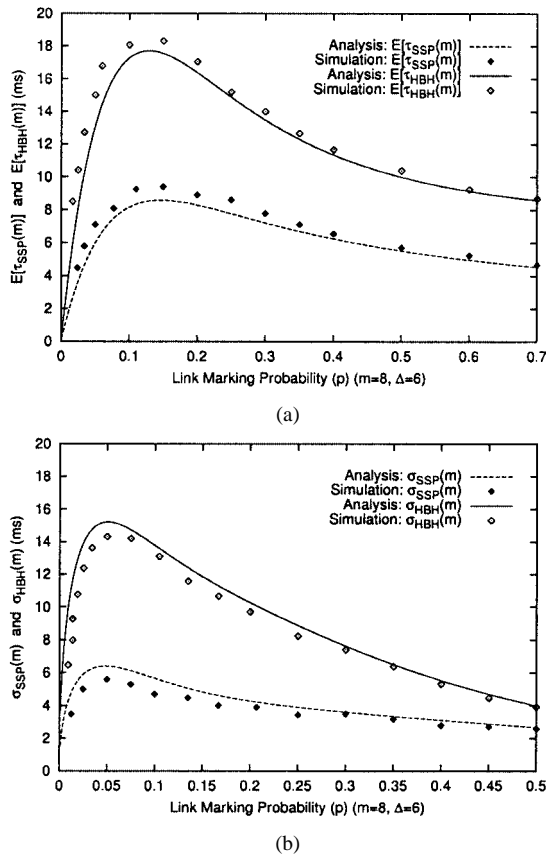 20
18
16
14
12
10
8
6
4
2
0
E[τSSP(m)] and E[τHBH(m)] (ms)
Analysis: E[τSSP(m)]
Simulation: E[τSSP(m)]
Analysis: E[τHBH(m)]
Simulation: E[τHBH(m)]
0 0.1 0.2 0.3 0.4 0.5 0.6 0.7
Link Marking Probability (p) (m=8, Δ=6)
(a)
20
18
16
14
12
10
8
6
4
2
0
σSSP(m) and σHBH(m) (ms)
Analysis: σSSP(m)
Simulation: σSSP(m)
Analysis: σHBH(m)
Simulation: σHBH(m)
0 0.05 0.1 0.15 0.2 0.25 0.3 0.35 0.4 0.45 0.5
Link Marking Probability (p) (m=8, Δ=6)
(b)